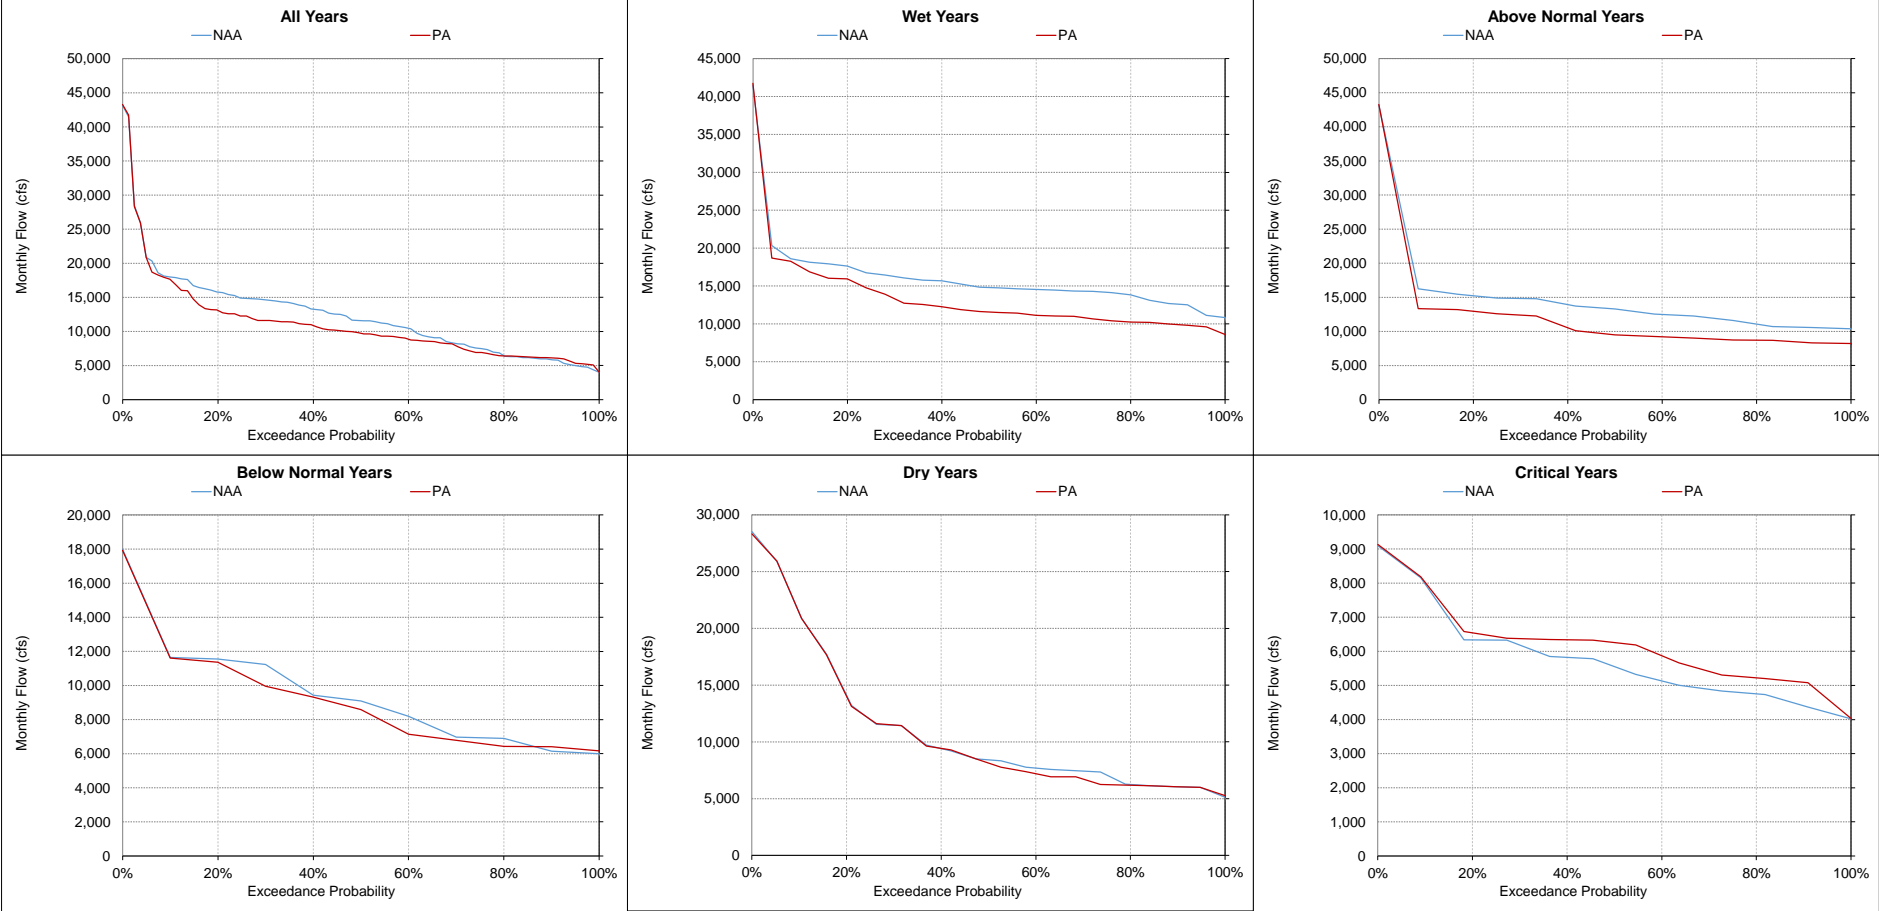 All Years
NAA PA
50,000
45,000
40,000
35,000
30,000
25,000
20,000
15,000
10,000
5,000
0
Monthly Flow (cfs)
0% 20% 40% 60% 80% 100%
Exceedance Probability
Wet Years
NAA PA
45,000
40,000
35,000
30,000
25,000
20,000
15,000
10,000
5,000
0
Monthly Flow (cfs)
0% 20% 40% 60% 80% 100%
Exceedance Probability
Above Normal Years
NAA PA
50,000
45,000
40,000
35,000
30,000
25,000
20,000
15,000
10,000
5,000
0
Monthly Flow (cfs)
0% 20% 40% 60% 80% 100%
Exceedance Probability
Below Normal Years
NAA PA
20,000
18,000
16,000
14,000
12,000
10,000
8,000
6,000
4,000
2,000
0
Monthly Flow (cfs)
0% 20% 40% 60% 80% 100%
Exceedance Probability
Dry Years
NAA PA
30,000
25,000
20,000
15,000
10,000
5,000
0
Monthly Flow (cfs)
0% 20% 40% 60% 80% 100%
Exceedance Probability
Critical Years
NAA PA
10,000
9,000
8,000
7,000
6,000
5,000
4,000
3,000
2,000
1,000
0
Monthly Flow (cfs)
0% 20% 40% 60% 80% 100%
Exceedance Probability